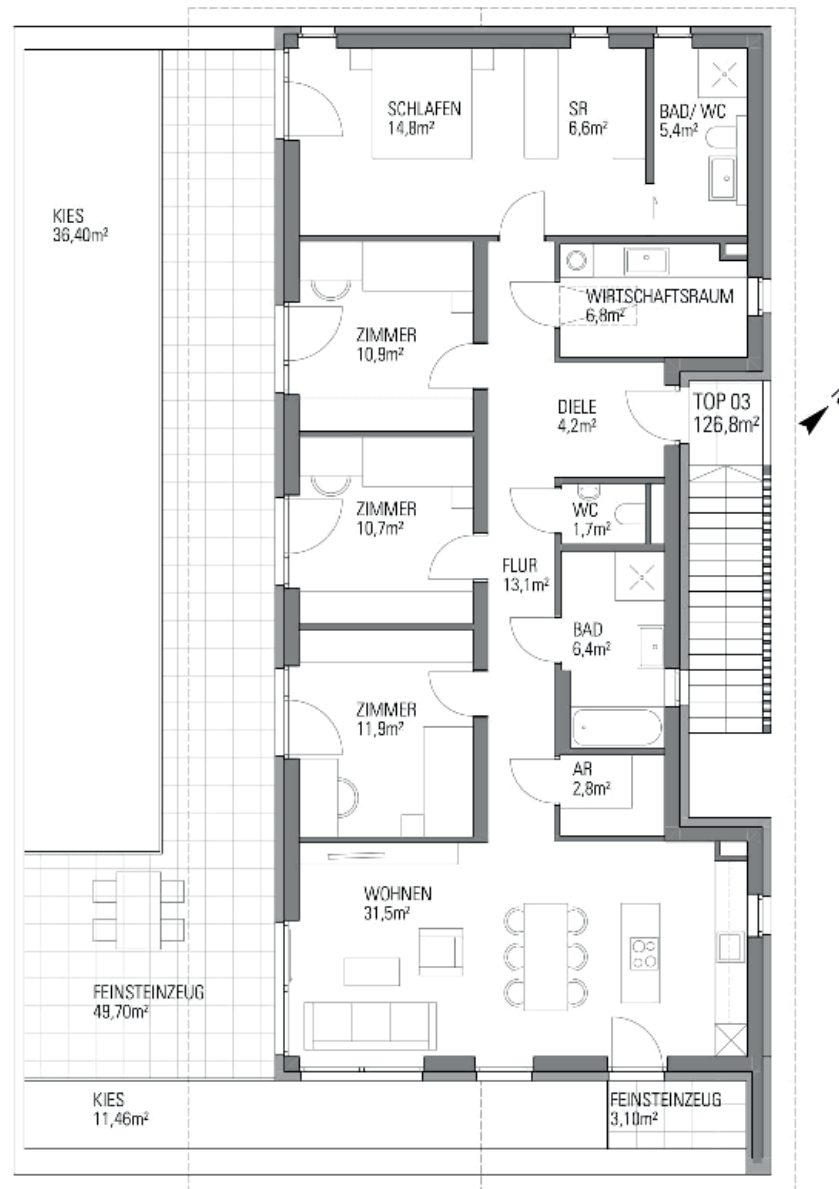 SCHLAFEN
14,8m²
SR
6,6m²
BAD/ WC
5,4m²
KIES
36,40m²
WIRTSCHAFTSRAUM
6,8m²
ZIMMER
10,9m²
DIELE
4,2m²
TOP 03
126,8m²
ZIMMER
10,7m²
WC
1,7m²
FLUR
13,1m²
BAD
6,4m²
ZIMMER
11,9m²
AR
2,8m²
WOHNEN
31,5m²
FEINSTEINZEUG
49,70m²
KIES
11,46m²
FEINSTEINZEUG
3,10m²